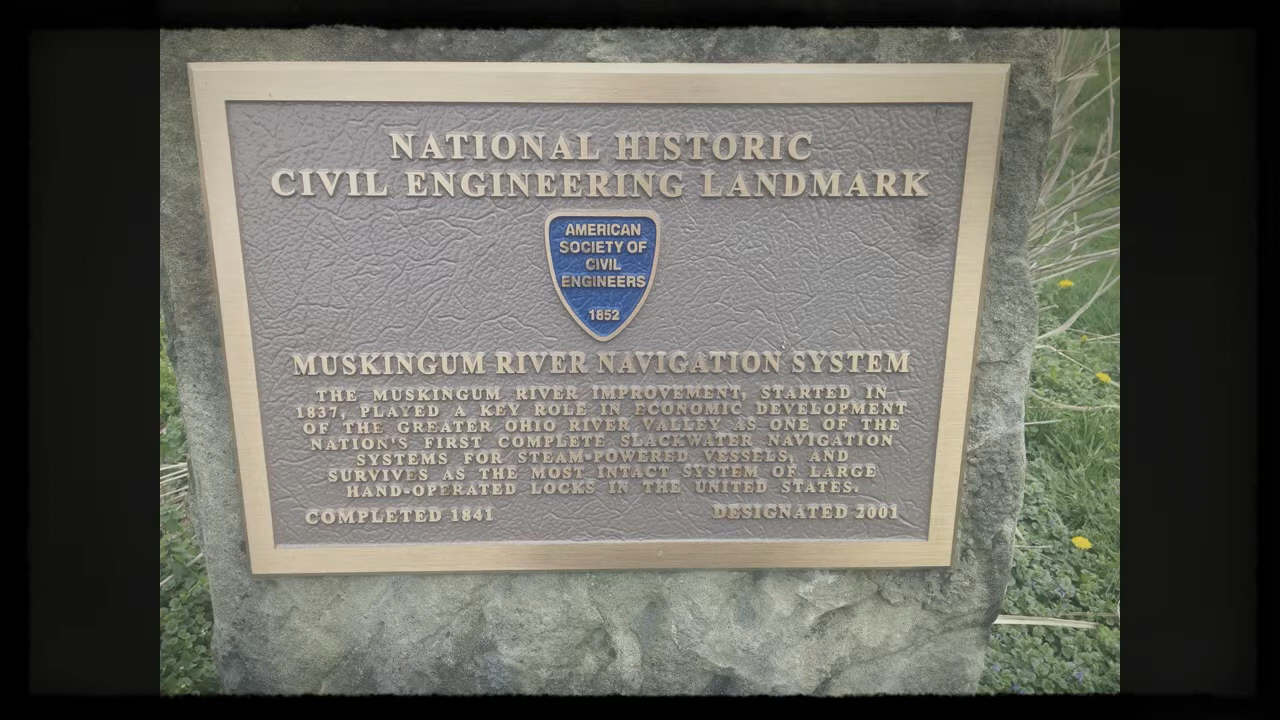 NATIONAL HISTORIC
CIVIL ENGINEERING LANDMARK
AMERICAN
SOCIETY OF
CIVIL
ENGINEERS
1852
MUSKINGUM RIVER NAVIGATION SYSTEM
THE MUSKINGUM RIVER IMPROVEMENT, STARTED IN
1837, PLAYED A KEY ROLE IN ECONOMIC DEVELOPMENT
OF THE GREATER OHIO RIVER VALLEY AS ONE OF THE
NATION'S FIRST COMPLETE SLACKWATER NAVIGATION
SYSTEMS FOR STEAM-POWERED VESSELS, AND
SURVIVES AS THE MOST INTACT SYSTEM OF LARGE
HAND-OPERATED LOCKS IN THE UNITED STATES.
COMPLETED 1841 DESIGNATED 2001